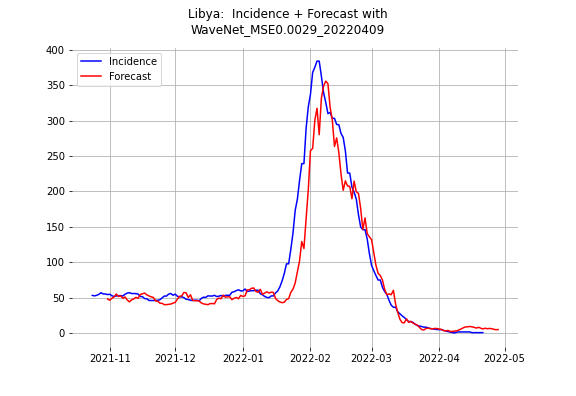 Libya:  Incidence + Forecast with
WaveNet_MSE0.0029_20220409
Incidence
Forecast
400
350
300
250
200
150
100
50
0
2021-11 2021-12 2022-01 2022-02 2022-03 2022-04 2022-05